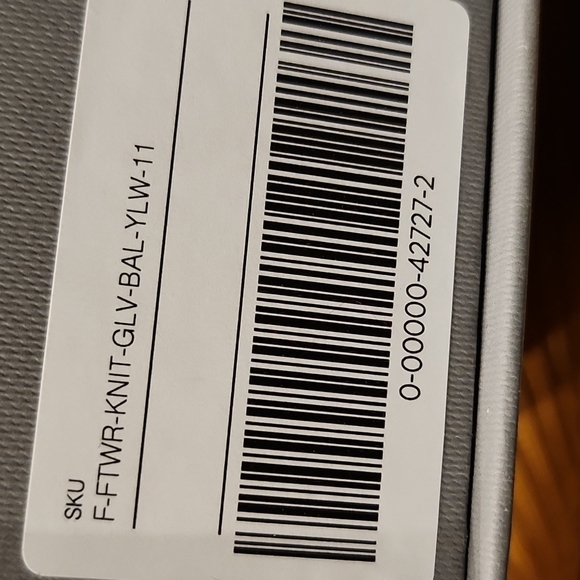 SKU
F-FTWR-KNIT-GLV-BAL-YLW-11
0-00000-42727-2